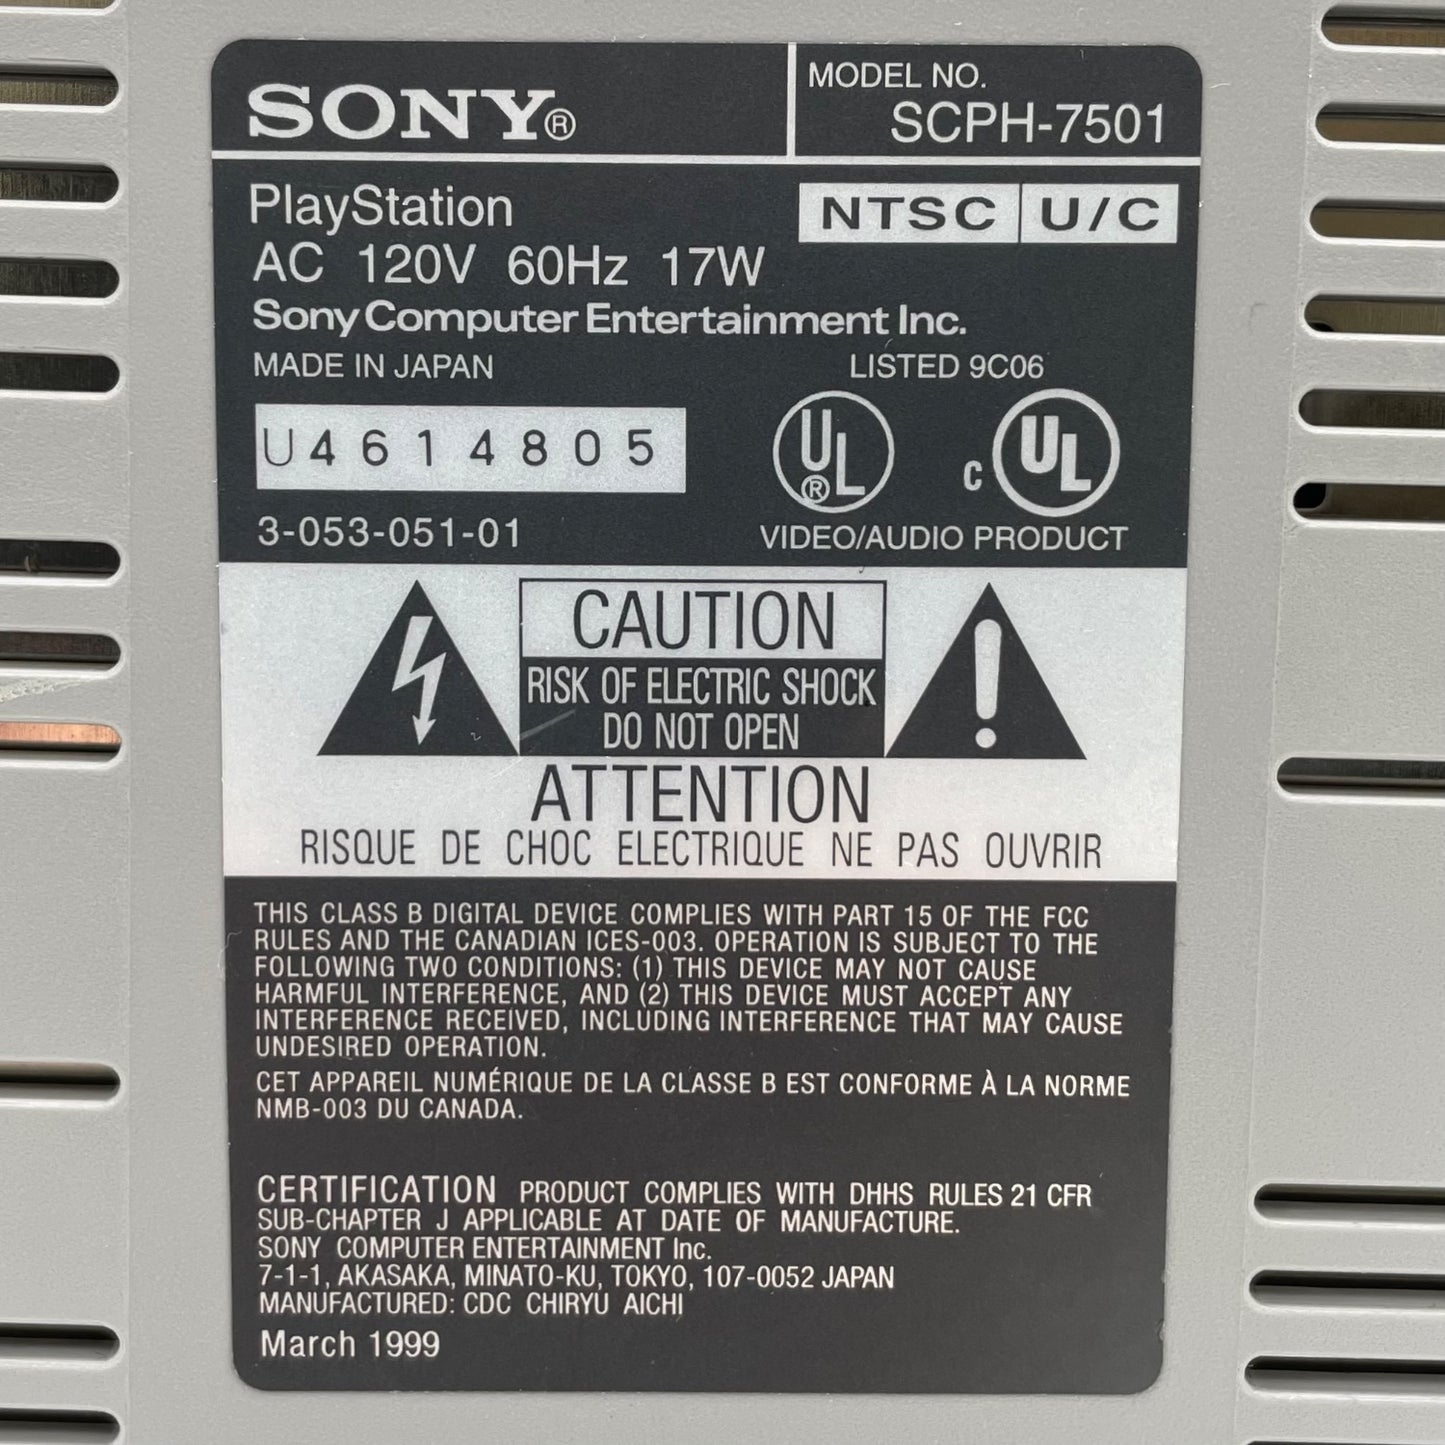 SONY®
MODEL NO.
SCPH-7501
PlayStation
NTSC U/C
AC 120V 60Hz 17W
Sony Computer Entertainment Inc.
MADE IN JAPAN
LISTED 9C06
U4614805
UL® c UL
3-053-051-01
VIDEO/AUDIO PRODUCT
CAUTION
RISK OF ELECTRIC SHOCK
DO NOT OPEN
ATTENTION
RISQUE DE CHOC ELECTRIQUE NE PAS OUVRIR
THIS CLASS B DIGITAL DEVICE COMPLIES WITH PART 15 OF THE FCC
RULES AND THE CANADIAN ICES-003. OPERATION IS SUBJECT TO THE
FOLLOWING TWO CONDITIONS: (1) THIS DEVICE MAY NOT CAUSE
HARMFUL INTERFERENCE, AND (2) THIS DEVICE MUST ACCEPT ANY
INTERFERENCE RECEIVED, INCLUDING INTERFERENCE THAT MAY CAUSE
UNDESIRED OPERATION.
CET APPAREIL NUMÉRIQUE DE LA CLASSE B EST CONFORME À LA NORME
NMB-003 DU CANADA.
CERTIFICATION PRODUCT COMPLIES WITH DHHS RULES 21 CFR
SUB-CHAPTER J APPLICABLE AT DATE OF MANUFACTURE.
SONY COMPUTER ENTERTAINMENT Inc.
7-1-1, AKASAKA, MINATO-KU, TOKYO, 107-0052 JAPAN
MANUFACTURED: CDC CHIRYU AICHI
March 1999